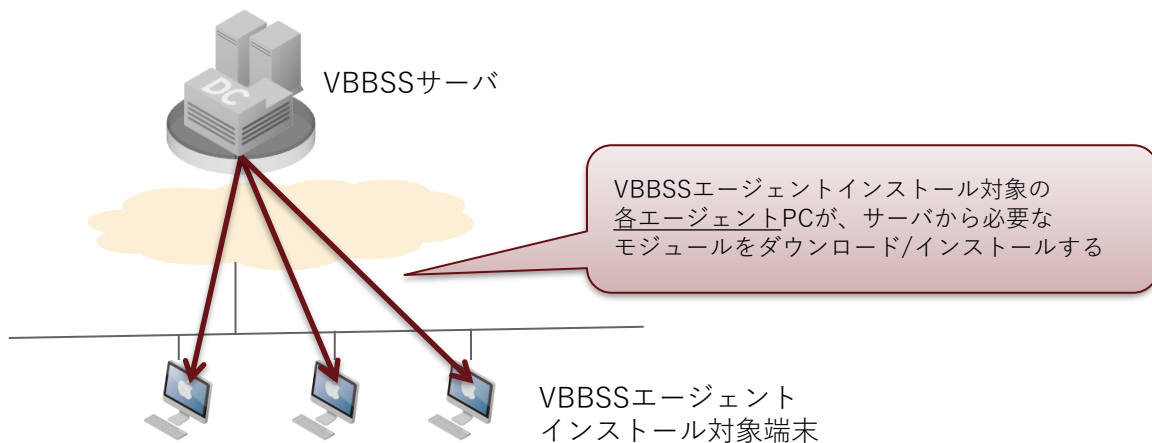 DC
VBBSSサーバ
VBBSSエージェントインストール対象の
各エージェントPCが、サーバから必要な
モジュールをダウンロード/インストールする
VBBSSエージェント
インストール対象端末